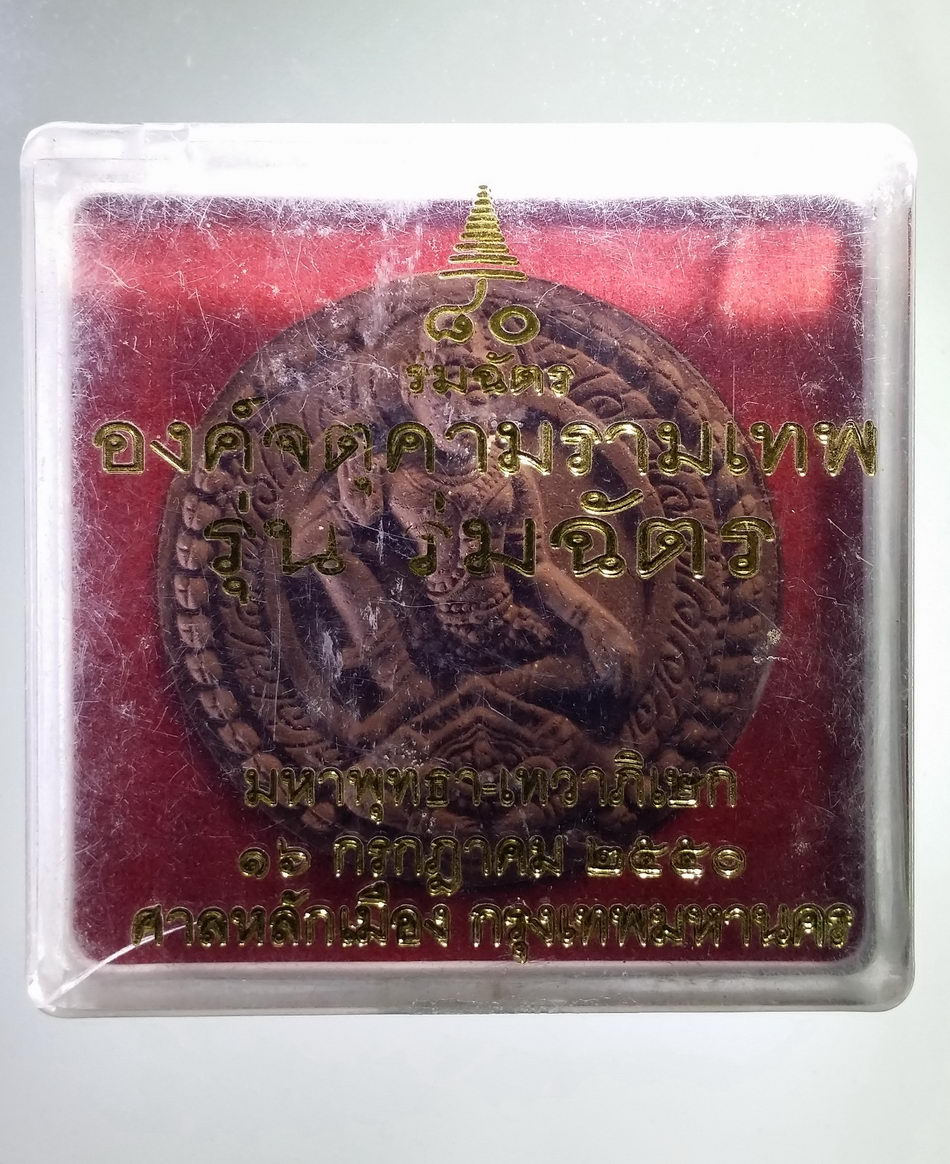 ๘๐
รมฉัตร
องค์จตุคามรามเทพ
รุ่น ร่มฉัตร
มหาพุทธา-เทวาภิเษก
๑๖ กรกฎาคม ๒๕๕๐
ศาลหลักเมือง กรุงเทพมหานคร